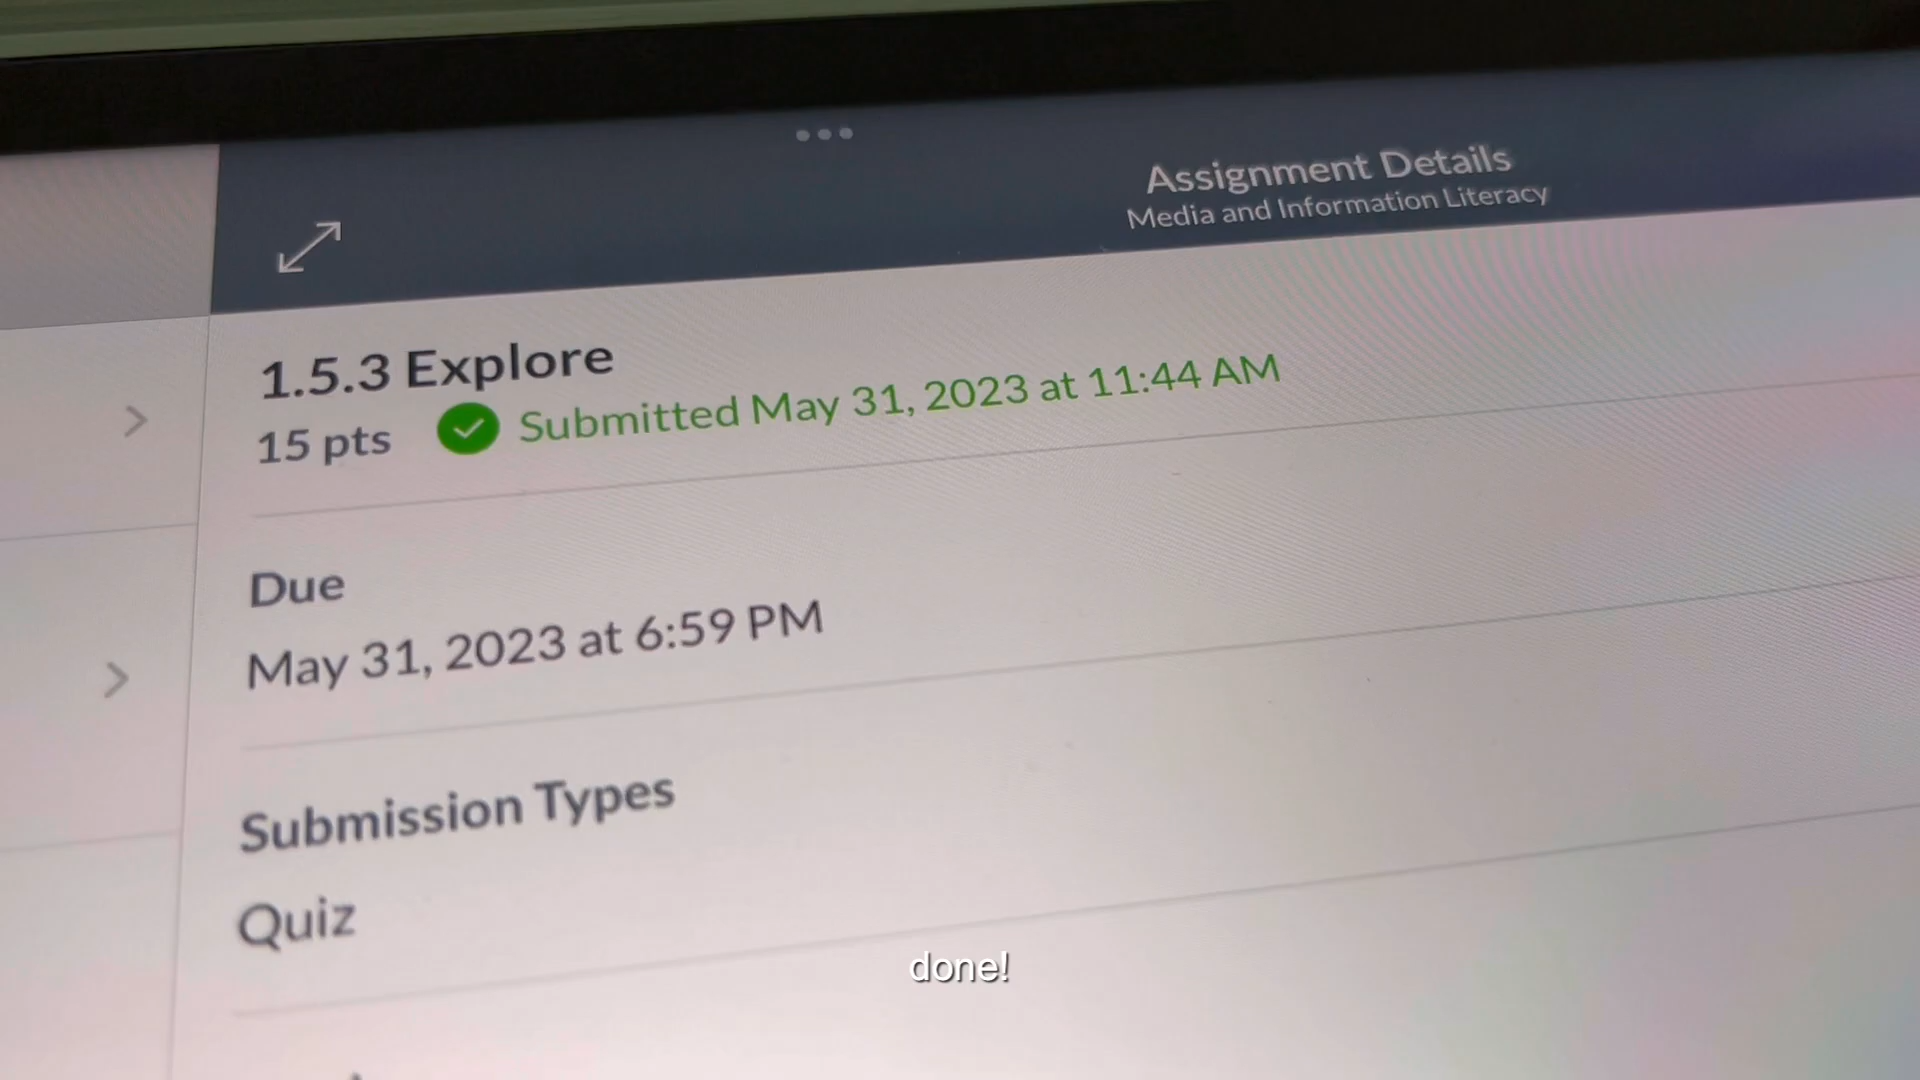 Assignment Details
Media and Information Literacy
1.5.3 Explore
15 pts
Submitted May 31, 2023 at 11:44 AM
Due
May 31, 2023 at 6:59 PM
Submission Types
Quiz
done!